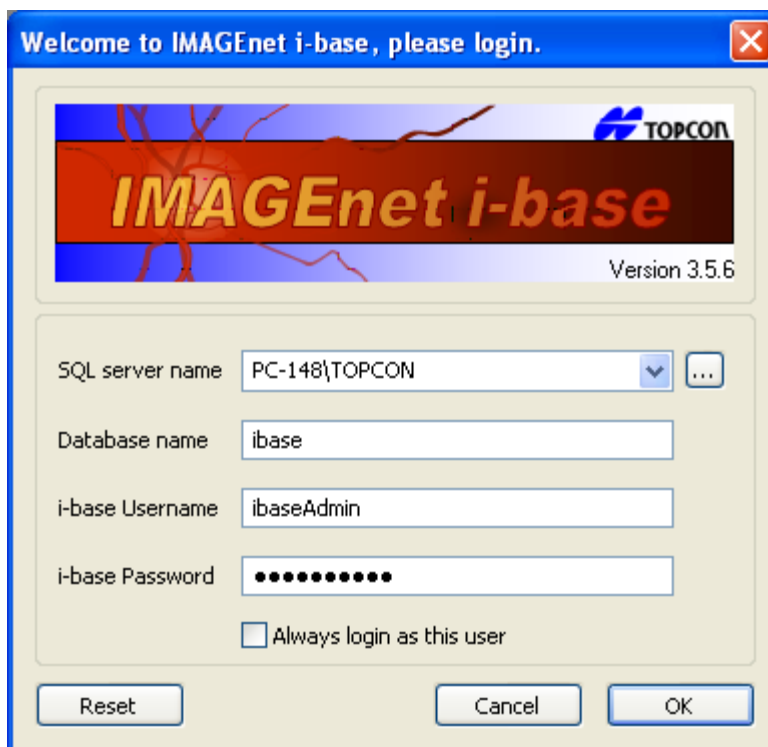 Welcome to IMAGEnet i-base, please login.
TOPCON
IMAGEnet i-base
Version 3.5.6
SQL server name PC-148\TOPCON ...
Database name ibase
i-base Username ibaseAdmin
i-base Password ●●●●●●●●●●
Always login as this user
Reset Cancel OK